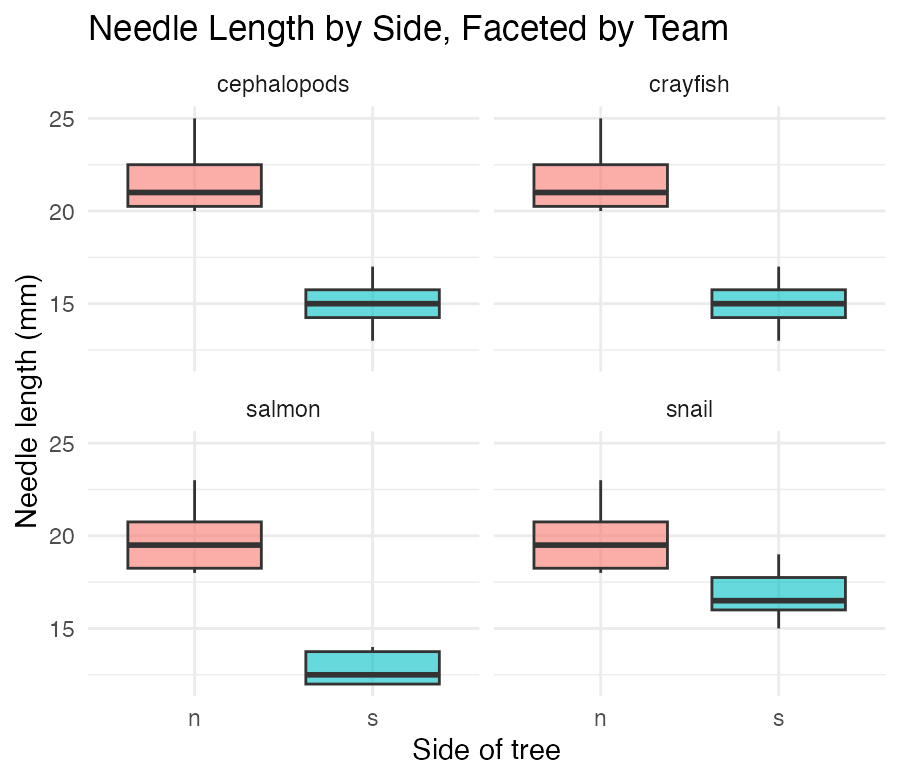 Needle Length by Side, Faceted by Team
cephalopods
crayfish
25
20
15
salmon
snail
25
20
15
Needle length (mm)
n
s
n
s
Side of tree